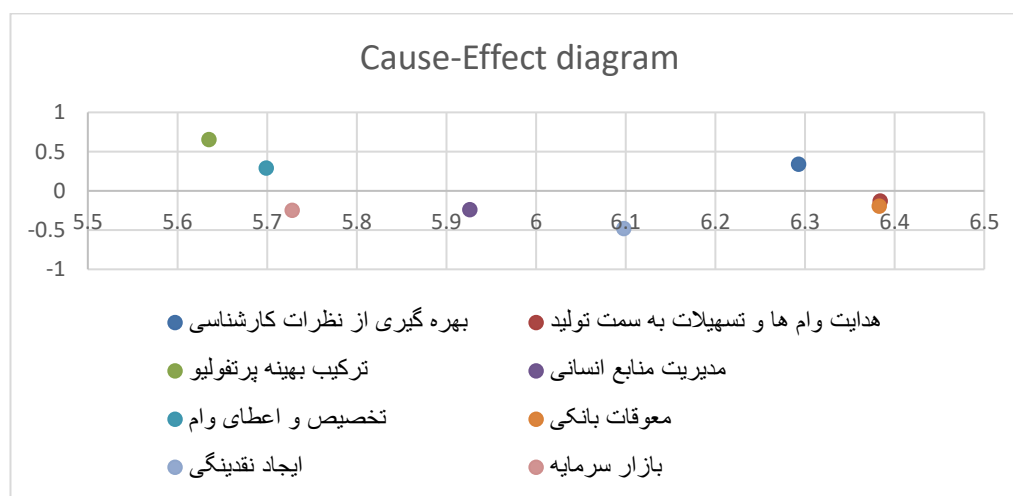 Cause-Effect diagram
1
0.5
0
-0.5
-1
5.5 5.6 5.7 5.8 5.9 6 6.1 6.2 6.3 6.4 6.5
بهره گیری از نظرات کارشناسی
هدایت وام ها و تسهیلات به سمت تولید
ترکیب بهینه پرتفولیو
مدیریت منابع انسانی
تخصیص و اعطای وام
معوقات بانکی
ایجاد نقدینگی
بازار سرمایه